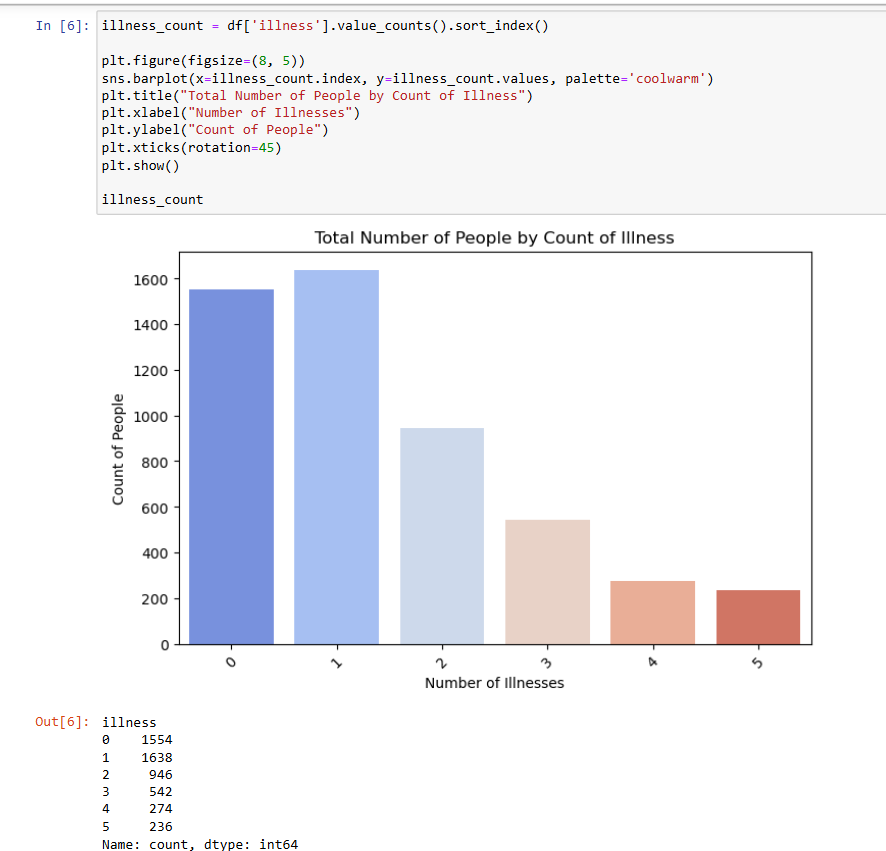 In [6]: illness_count = df['illness'].value_counts().sort_index()
plt.figure(figsize=(8, 5))
sns.barplot(x=illness_count.index, y=illness_count.values, palette='coolwarm')
plt.title("Total Number of People by Count of Illness")
plt.xlabel("Number of Illnesses")
plt.ylabel("Count of People")
plt.xticks(rotation=45)
plt.show()
illness_count
Total Number of People by Count of Illness
Count of People
1600
1400
1200
1000
800
600
400
200
0
0 1 2 3 4 5
Number of Illnesses
Out[6]: illness
0 1554
1 1638
2 946
3 542
4 274
5 236
Name: count, dtype: int64